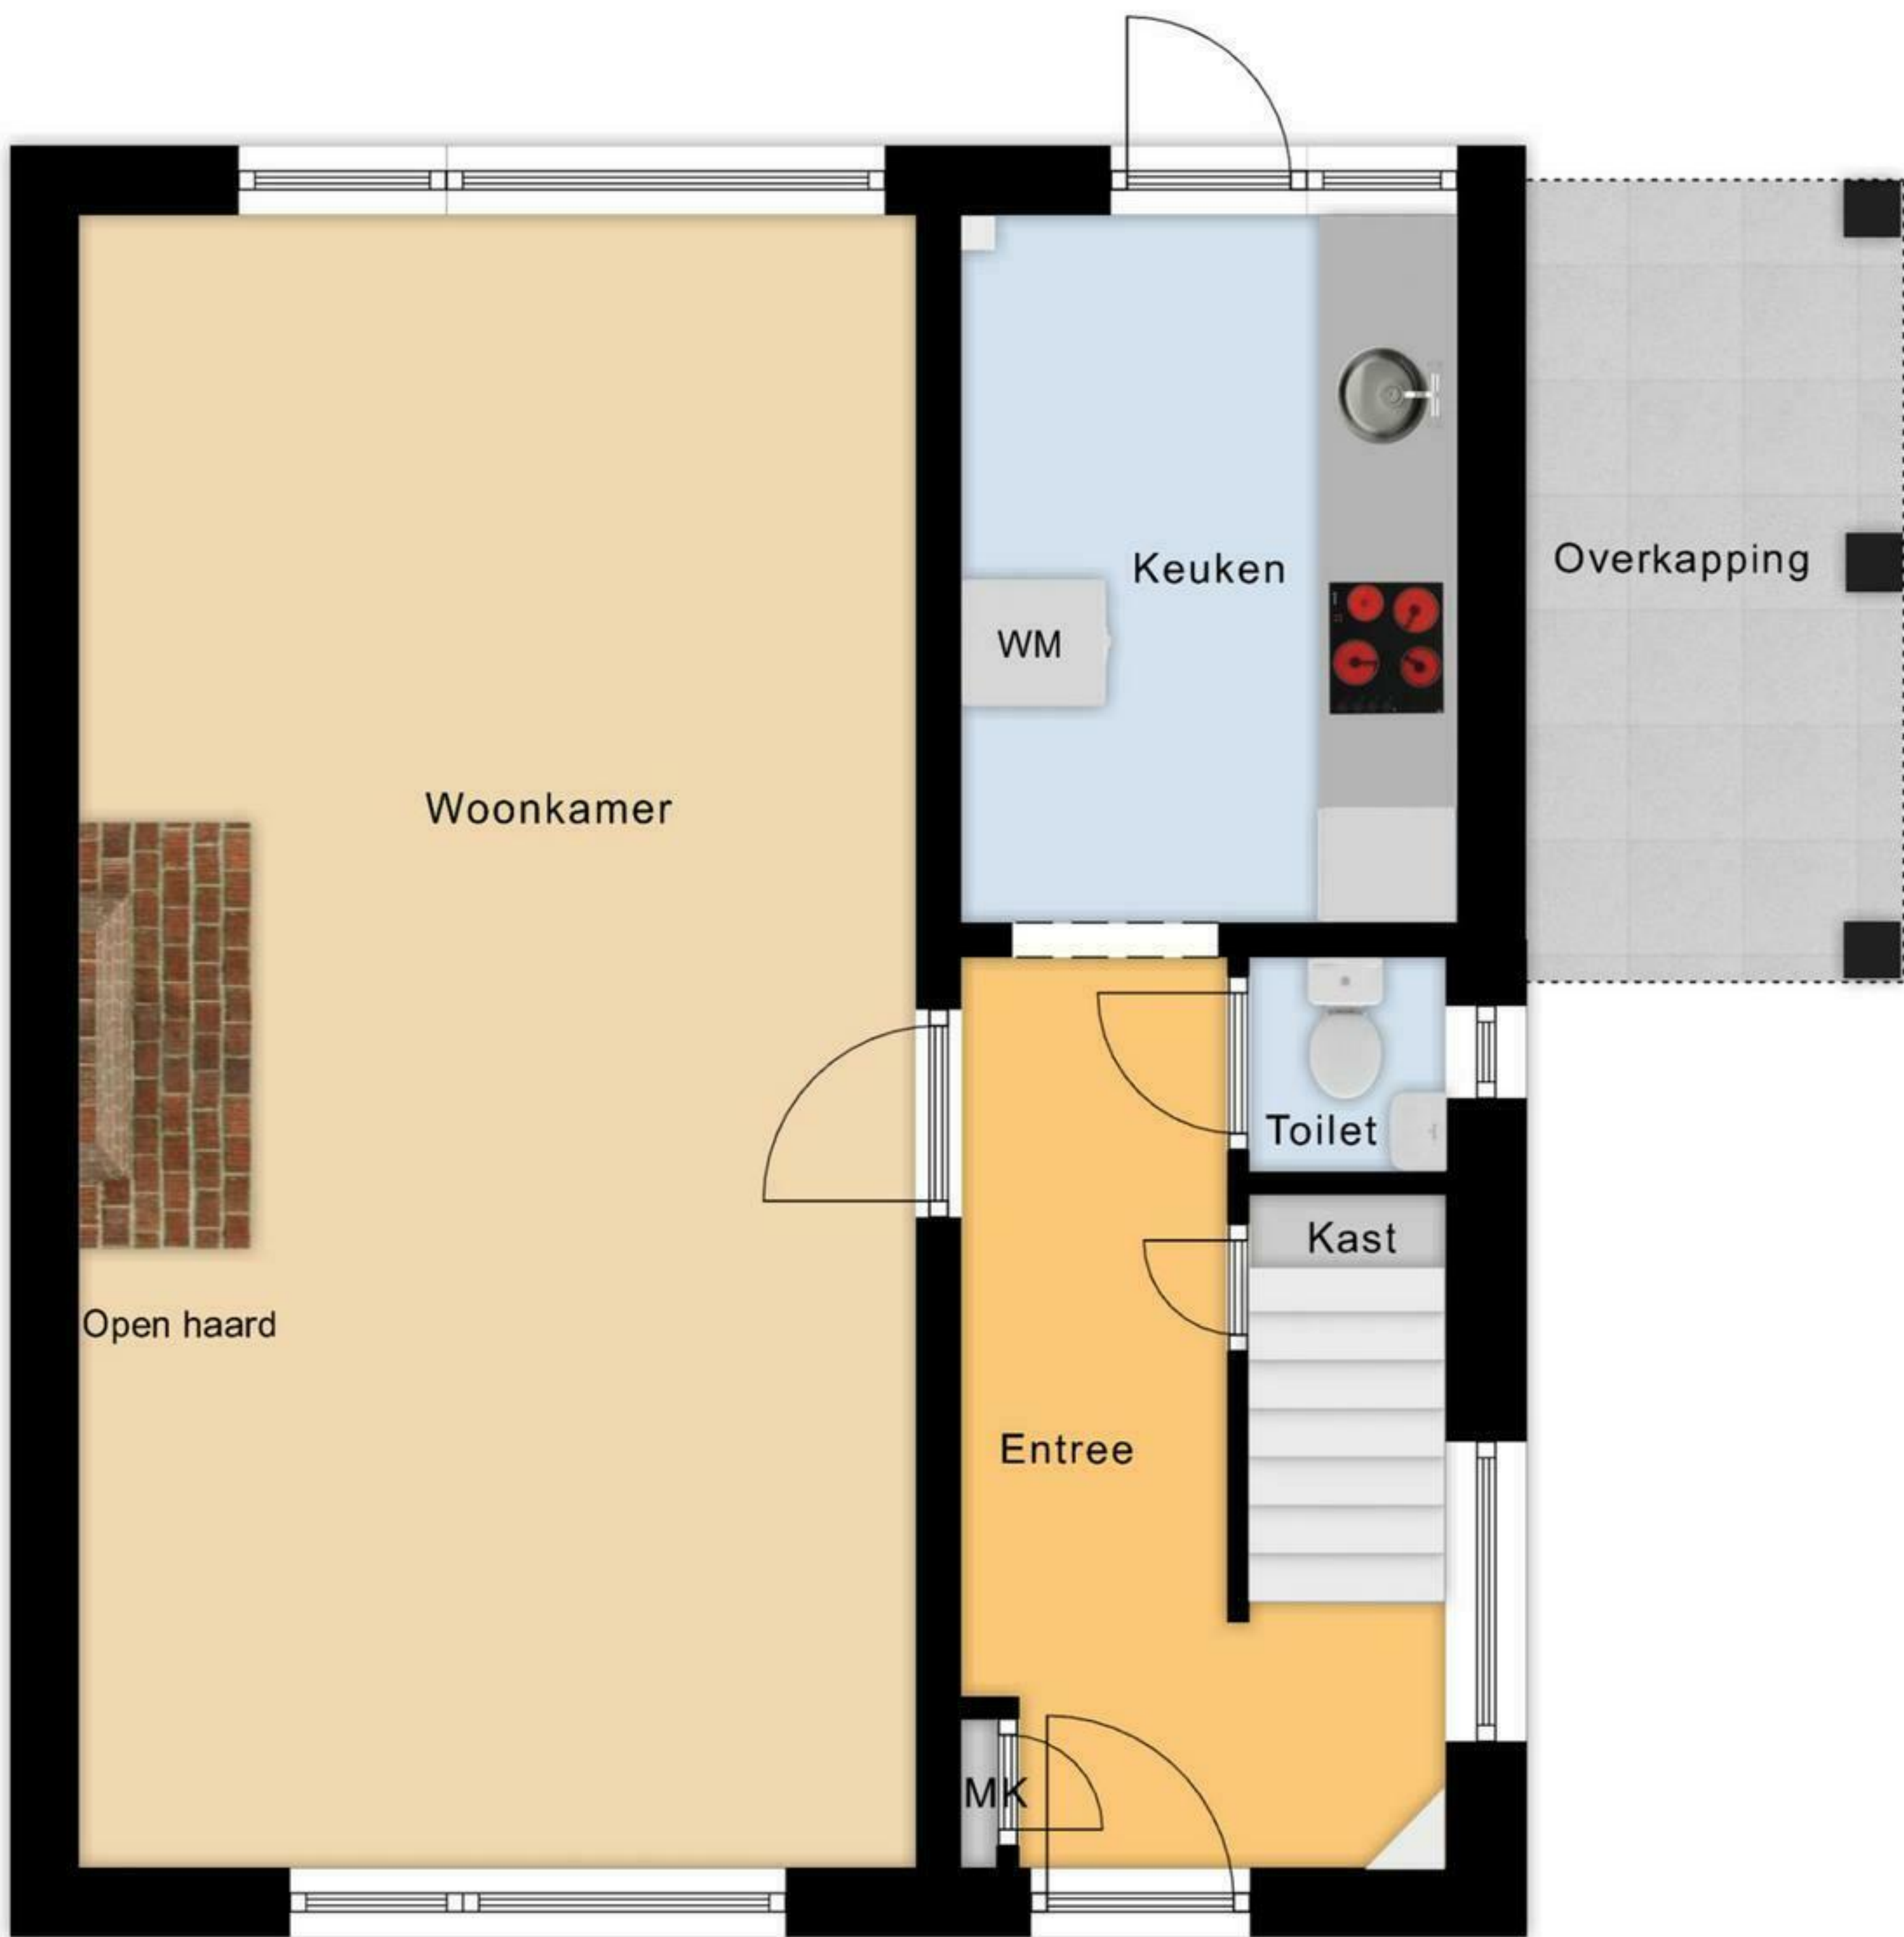 Overkapping
Keuken
WM
Woonkamer
Toilet
Kast
Open haard
Entree
MK